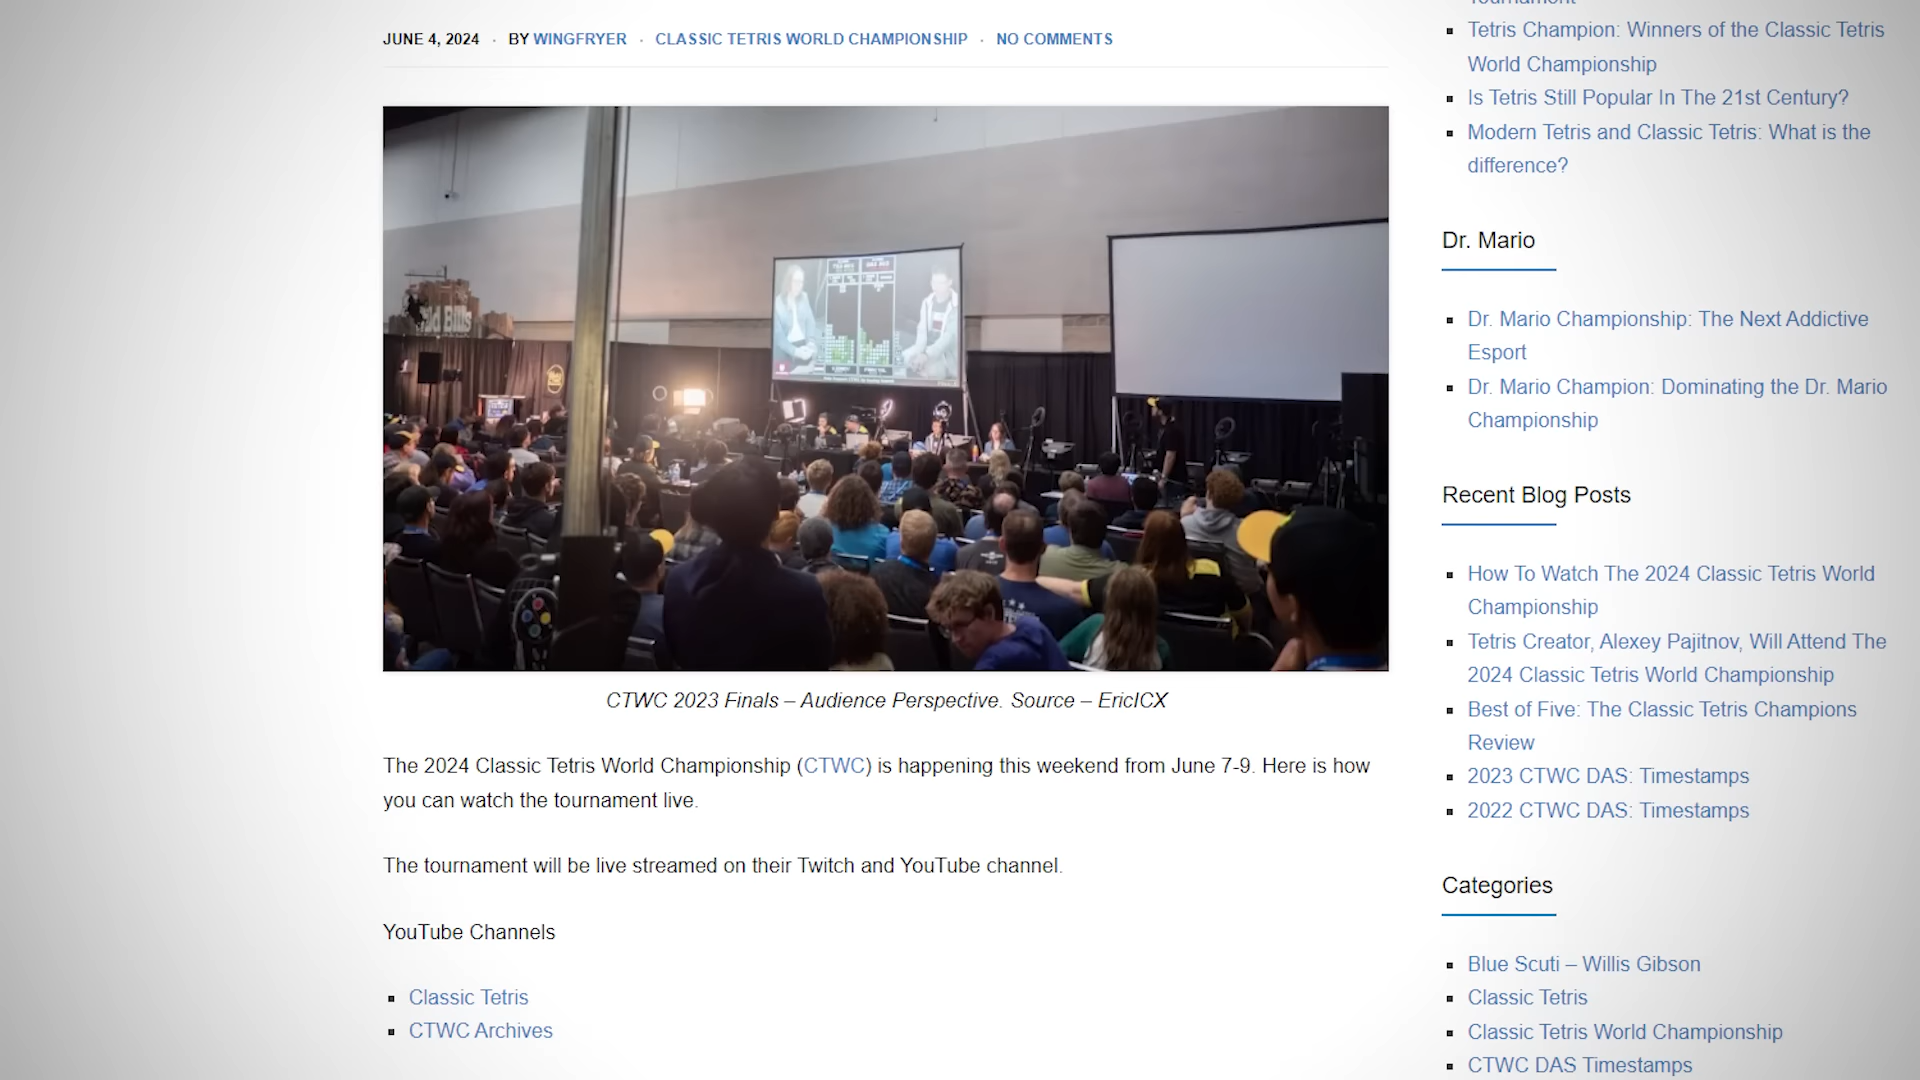 JUNE 4, 2024 · BY WINGFRYER · CLASSIC TETRIS WORLD CHAMPIONSHIP · NO COMMENTS
CTWC 2023 Finals – Audience Perspective. Source – EricICX
The 2024 Classic Tetris World Championship (CTWC) is happening this weekend from June 7-9. Here is how
you can watch the tournament live.
The tournament will be live streamed on their Twitch and YouTube channel.
YouTube Channels
Classic Tetris
CTWC Archives
Tournament
Tetris Champion: Winners of the Classic Tetris
World Championship
Is Tetris Still Popular In The 21st Century?
Modern Tetris and Classic Tetris: What is the
difference?
Dr. Mario
Dr. Mario Championship: The Next Addictive
Esport
Dr. Mario Champion: Dominating the Dr. Mario
Championship
Recent Blog Posts
How To Watch The 2024 Classic Tetris World
Championship
Tetris Creator, Alexey Pajitnov, Will Attend The
2024 Classic Tetris World Championship
Best of Five: The Classic Tetris Champions
Review
2023 CTWC DAS: Timestamps
2022 CTWC DAS: Timestamps
Categories
Blue Scuti – Willis Gibson
Classic Tetris
Classic Tetris World Championship
CTWC DAS Timestamps